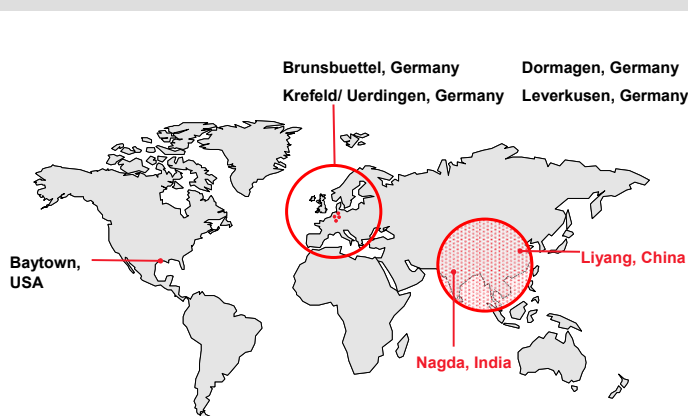 Brunsbuettel, Germany
Dormagen, Germany
Krefeld/ Uerdingen, Germany
Leverkusen, Germany
Baytown,
USA
Liyang, China
Nagda, India